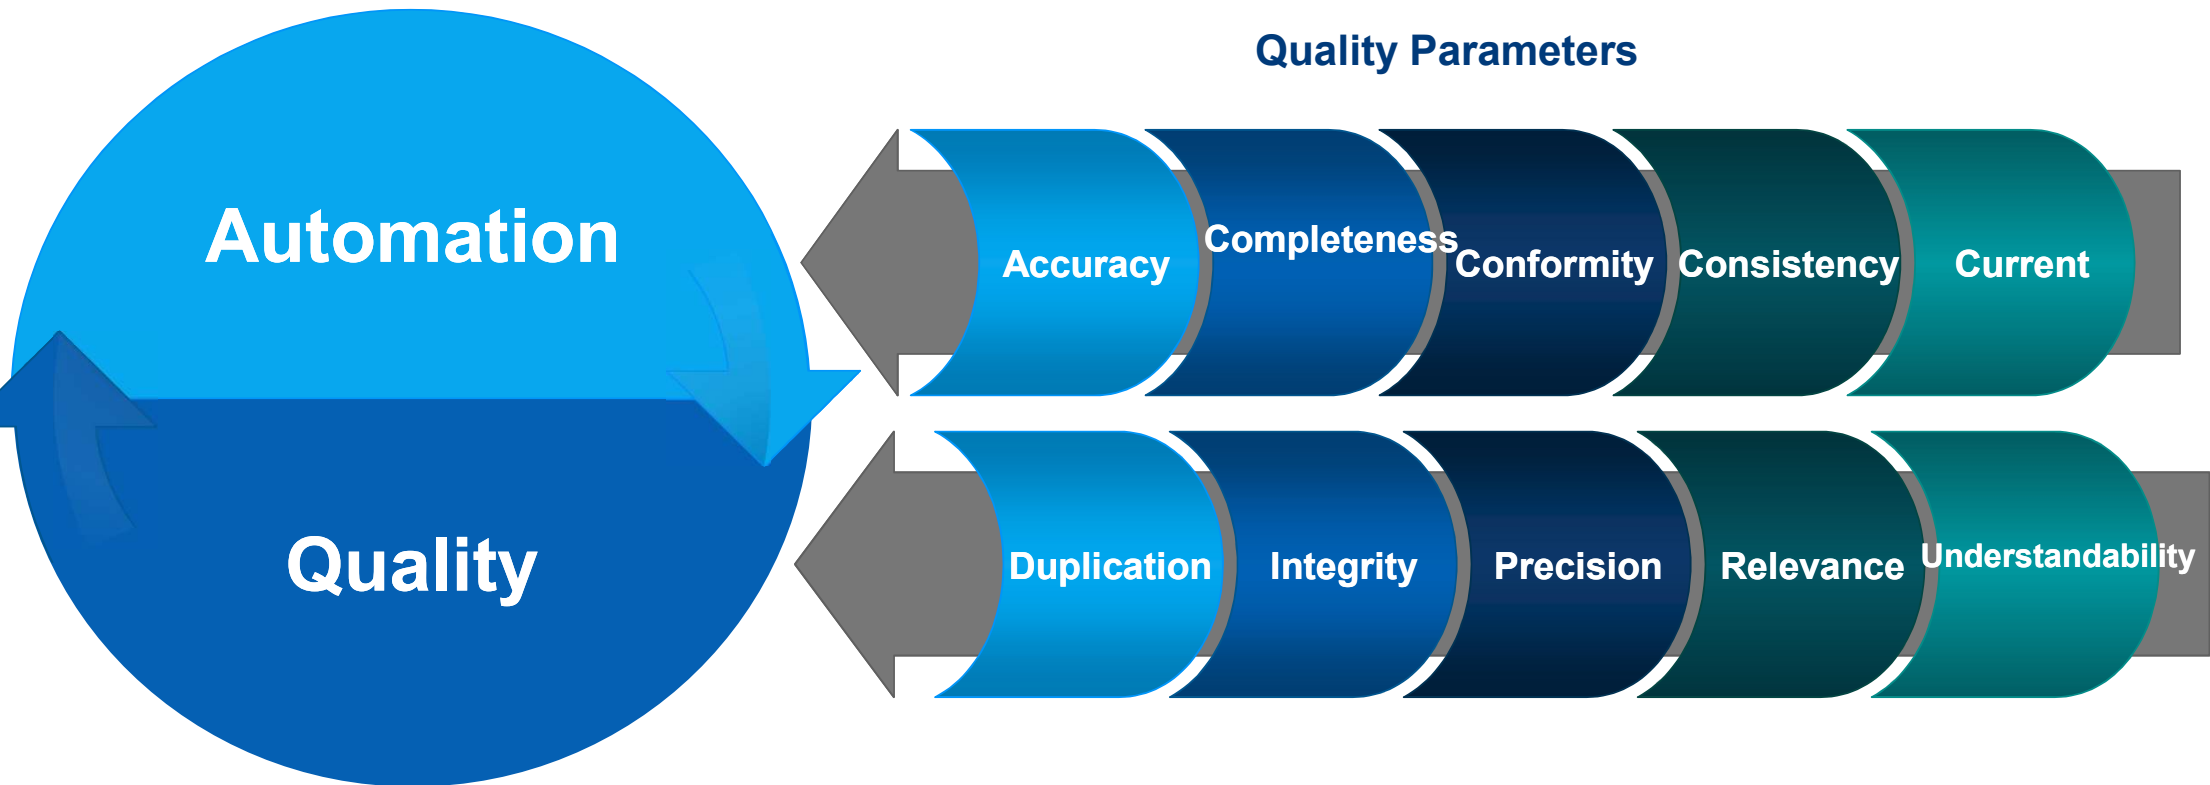 Quality Parameters
Automation
Quality
Accuracy
Completeness
Conformity
Consistency
Current
Duplication
Integrity
Precision
Relevance
Understandability